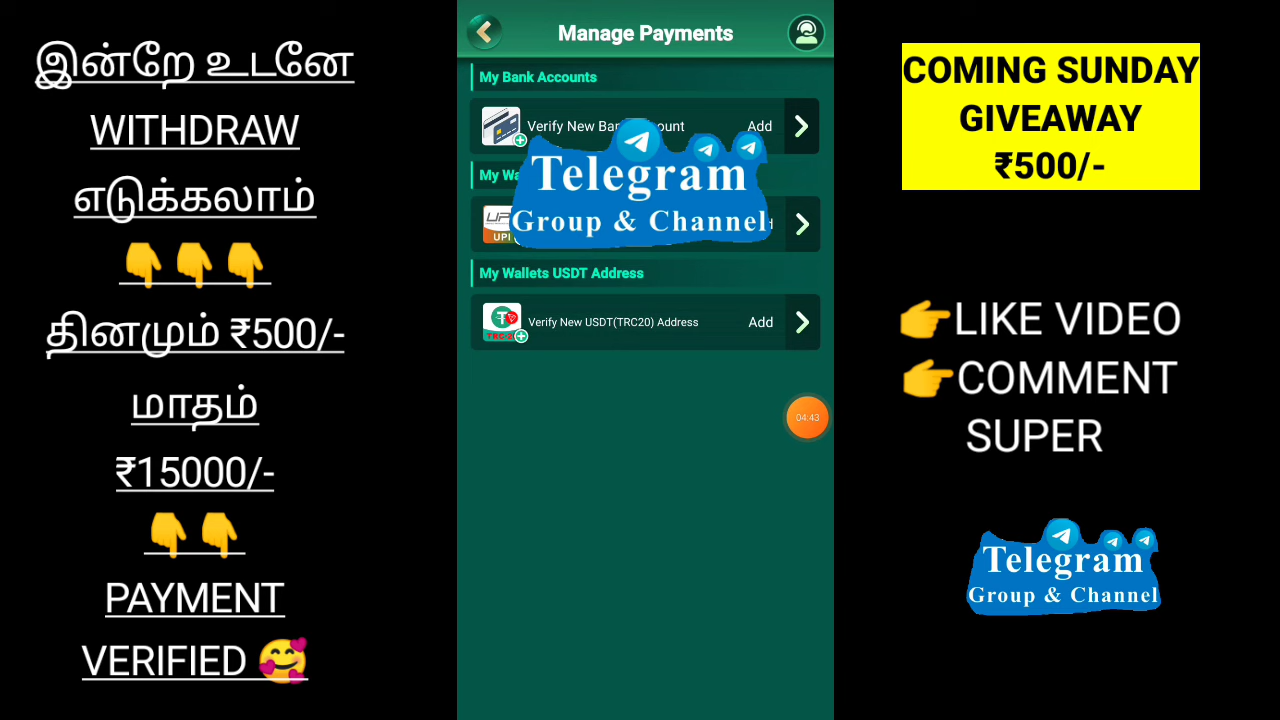 இன்றே உடனே
WITHDRAW
எடுக்கலாம்
👇👇👇
தினமும் ₹500/-
மாதம்
₹15000/-
👇👇
PAYMENT
VERIFIED 🥰
Manage Payments
My Bank Accounts
Verify New Add
My
UPI
Telegram
Group & Channel
My Wallets USDT Address
Verify New USDT(TRC20) Address Add
04:43
COMING SUNDAY
GIVEAWAY
₹500/-
👉LIKE VIDEO
👉COMMENT
SUPER
Telegram
Group & Channel